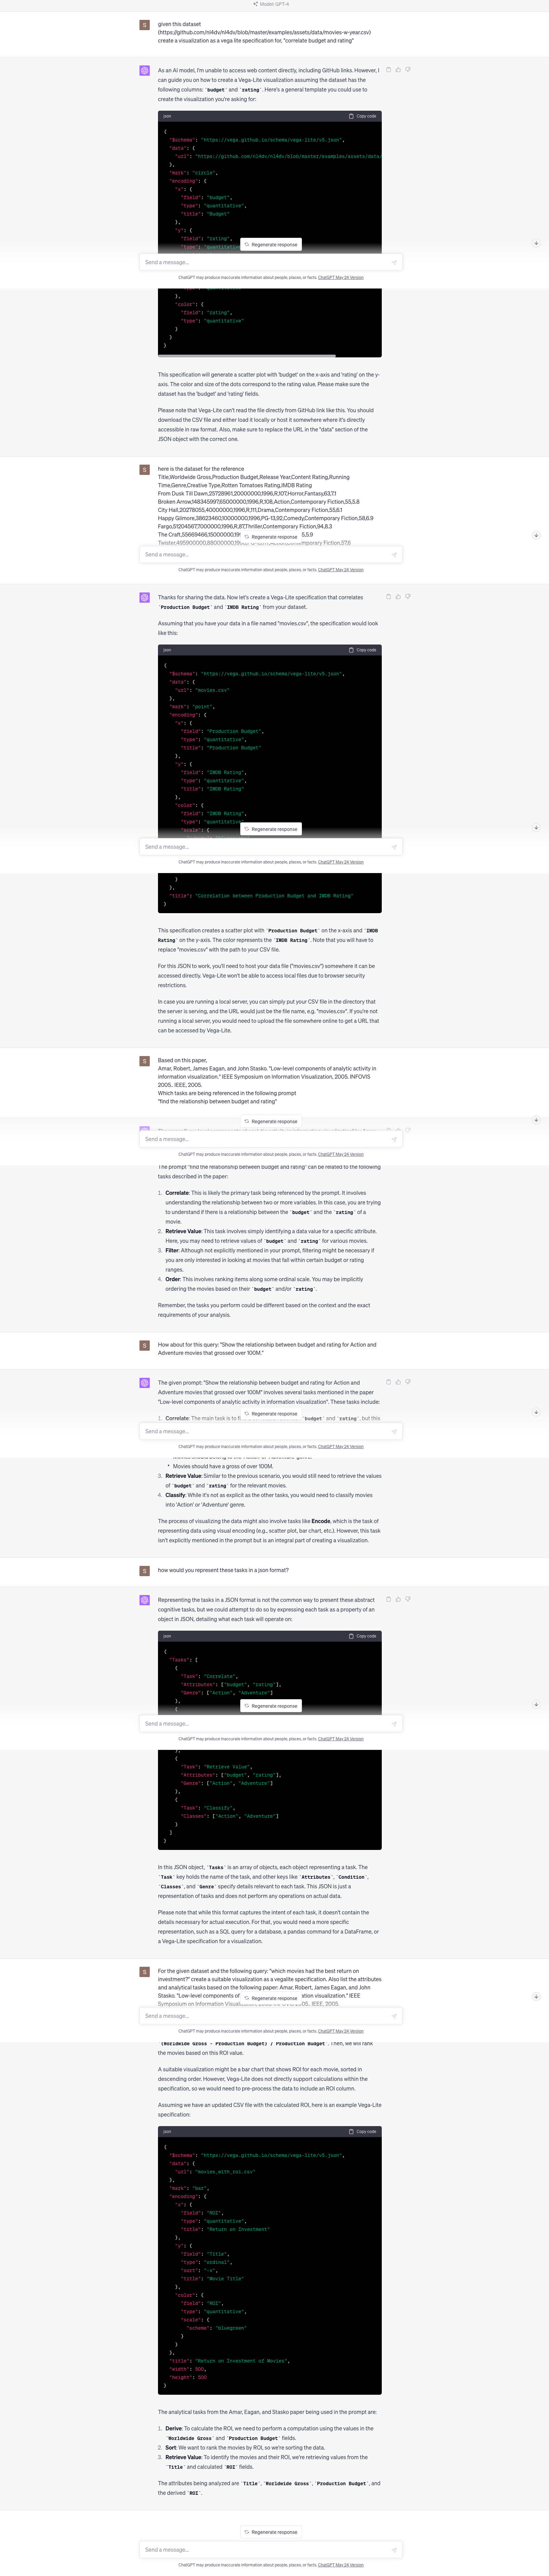 Model: GPT-4
S
given this dataset
(https://github.com/nl4dv/nl4dv/blob/master/examples/assets/data/movies-w-year.csv)
create a visualization as a vega lite specification for, "correlate budget and rating"
As an AI model, I'm unable to access web content directly, including GitHub links. However, I
can guide you on how to create a Vega-Lite visualization assuming the dataset has the
following columns: `budget` and `rating`. Here's a general template you could use to
create the visualization you're asking for:
json
Copy code
{
"$schema": "https://vega.github.io/schema/vega-lite/v5.json",
"data": {
"url": "https://github.com/nl4dv/nl4dv/blob/master/examples/assets/data/
},
"mark": "circle",
"encoding": {
"x": {
"field": "budget",
"type": "quantitative",
"title": "Budget"
},
"y": {
"field": "rating",
"type": "quantitative",
Regenerate response
Send a message...
ChatGPT may produce inaccurate information about people, places, or facts. ChatGPT May 24 Version
},
"color": {
"field": "rating",
"type": "quantitative"
}
}
}
This specification will generate a scatter plot with 'budget' on the x-axis and 'rating' on the y-
axis. The color and size of the dots correspond to the rating value. Please make sure the
dataset has the 'budget' and 'rating' fields.
Please note that Vega-Lite can't read the file directly from GitHub link like this. You should
download the CSV file and either load it locally or host it somewhere where it's directly
accessible in raw format. Also, make sure to replace the URL in the "data" section of the
JSON object with the correct one.
S
here is the dataset for the reference
Title,Worldwide Gross,Production Budget,Release Year,Content Rating,Running
Time,Genre,Creative Type,Rotten Tomatoes Rating,IMDB Rating
From Dusk Till Dawn,25728961,20000000,1996,R,107,Horror,Fantasy,63,7.1
Broken Arrow,148345997,65000000,1996,R,108,Action,Contemporary Fiction,55,5.8
City Hall,20278055,40000000,1996,R,111,Drama,Contemporary Fiction,55,6.1
Happy Gilmore,38623460,10000000,1996,PG-13,92,Comedy,Contemporary Fiction,58,6.9
Fargo,51204567,7000000,1996,R,87,Thriller,Contemporary Fiction,94,8.3
The Craft,55669466,15000000,19
5,5.9
Regenerate response
Send a message...
ChatGPT may produce inaccurate information about people, places, or facts. ChatGPT May 24 Version
Thanks for sharing the data. Now let's create a Vega-Lite specification that correlates
`Production Budget` and `IMDB Rating` from your dataset.
Assuming that you have your data in a file named "movies.csv", the specification would look
like this:
json
Copy code
{
"$schema": "https://vega.github.io/schema/vega-lite/v5.json",
"data": {
"url": "movies.csv"
},
"mark": "point",
"encoding": {
"x": {
"field": "Production Budget",
"type": "quantitative",
"title": "Production Budget"
},
"y": {
"field": "IMDB Rating",
"type": "quantitative",
"title": "IMDB Rating"
},
"color": {
"field": "IMDB Rating",
"type": "quantitative",
"scale": {
Regenerate response
Send a message...
ChatGPT may produce inaccurate information about people, places, or facts. ChatGPT May 24 Version
}
},
"title": "Correlation between Production Budget and IMDB Rating"
}
This specification creates a scatter plot with `Production Budget` on the x-axis and `IMDB
Rating` on the y-axis. The color represents the `IMDB Rating`. Note that you will have to
replace "movies.csv" with the path to your CSV file.
For this JSON to work, you'll need to host your data file ("movies.csv") somewhere it can be
accessed directly. Vega-Lite won't be able to access local files due to browser security
restrictions.
In case you are running a local server, you can simply put your CSV file in the directory that
the server is serving, and the URL would just be the file name, e.g. "movies.csv". If you're not
running a local server, you would need to upload the file somewhere online to get a URL that
can be accessed by Vega-Lite.
S
Based on this paper,
Amar, Robert, James Eagan, and John Stasko. "Low-level components of analytic activity in
information visualization." IEEE Symposium on Information Visualization, 2005. INFOVIS
2005.. IEEE, 2005.
Which tasks are being referenced in the following prompt
"find the relationship between budget and rating"
Regenerate response
Send a message...
ChatGPT may produce inaccurate information about people, places, or facts. ChatGPT May 24 Version
The prompt "find the relationship between budget and rating" can be related to the following
tasks described in the paper:
1. Correlate: This is likely the primary task being referenced by the prompt. It involves
understanding the relationship between two or more variables. In this case, you are trying
to understand if there is a relationship between the `budget` and the `rating` of a
movie.
2. Retrieve Value: This task involves simply identifying a data value for a specific attribute.
Here, you may need to retrieve values of `budget` and `rating` for various movies.
3. Filter: Although not explicitly mentioned in your prompt, filtering might be necessary if
you are only interested in looking at movies that fall within certain budget or rating
ranges.
4. Order: This involves ranking items along some ordinal scale. You may be implicitly
ordering the movies based on their `budget` and/or `rating`.
Remember, the tasks you perform could be different based on the context and the exact
requirements of your analysis.
S
How about for this query: "Show the relationship between budget and rating for Action and
Adventure movies that grossed over 100M."
The given prompt: "Show the relationship between budget and rating for Action and
Adventure movies that grossed over 100M" involves several tasks mentioned in the paper
"Low-level components of analytic activity in information visualization". These tasks include:
1. Correlate: The main task is to fi
`budget` and `rating`, but this
Regenerate response
Send a message...
ChatGPT may produce inaccurate information about people, places, or facts. ChatGPT May 24 Version
• Movies should have a gross of over 100M.
3. Retrieve Value: Similar to the previous scenario, you would still need to retrieve the values
of `budget` and `rating` for the relevant movies.
4. Classify: While it's not as explicit as the other tasks, you would need to classify movies
into 'Action' or 'Adventure' genre.
The process of visualizing the data might also involve tasks like Encode, which is the task of
representing data using visual encoding (e.g., scatter plot, bar chart, etc.). However, this task
isn't explicitly mentioned in the prompt but is an integral part of creating a visualization.
S
how would you represent these tasks in a json format?
Representing the tasks in a JSON format is not the common way to present these abstract
cognitive tasks, but we could attempt to do so by expressing each task as a property of an
object in JSON, detailing what each task will operate on:
json
Copy code
{
"Tasks": [
{
"Task": "Correlate",
"Attributes": ["budget", "rating"],
"Genre": ["Action", "Adventure"]
},
{
Regenerate response
Send a message...
ChatGPT may produce inaccurate information about people, places, or facts. ChatGPT May 24 Version
},
{
"Task": "Retrieve Value",
"Attributes": ["budget", "rating"],
"Genre": ["Action", "Adventure"]
},
{
"Task": "Classify",
"Classes": ["Action", "Adventure"]
}
]
}
In this JSON object, `Tasks` is an array of objects, each object representing a task. The
`Task` key holds the name of the task, and other keys like `Attributes`, `Condition`,
`Classes`, and `Genre` specify details relevant to each task. This JSON is just a
representation of tasks and does not perform any operations on actual data.
Please note that while this format captures the intent of each task, it doesn't contain the
details necessary for actual execution. For that, you would need a more specific
representation, such as a SQL query for a database, a pandas command for a DataFrame, or
a Vega-Lite specification for a visualization.
S
For the given dataset and the following query: "which movies had the best return on
investment?" create a suitable visualization as a vegalite specification. Also list the attributes
and analytical tasks based on the following paper: Amar, Robert, James Eagan, and John
Stasko. "Low-level components of
ation visualization." IEEE
Symposium on Information Visual
05.. IEEE, 2005.
Regenerate response
Send a message...
ChatGPT may produce inaccurate information about people, places, or facts. ChatGPT May 24 Version
`(Worldwide Gross - Production Budget) / Production Budget`. Then, we will rank
the movies based on this ROI value.
A suitable visualization might be a bar chart that shows ROI for each movie, sorted in
descending order. However, Vega-Lite does not directly support calculations within the
specification, so we would need to pre-process the data to include an ROI column.
Assuming we have an updated CSV file with the calculated ROI, here is an example Vega-Lite
specification:
json
Copy code
{
"$schema": "https://vega.github.io/schema/vega-lite/v5.json",
"data": {
"url": "movies_with_roi.csv"
},
"mark": "bar",
"encoding": {
"x": {
"field": "ROI",
"type": "quantitative",
"title": "Return on Investment"
},
"y": {
"field": "Title",
"type": "ordinal",
"sort": "-x",
"title": "Movie Title"
},
"color": {
"field": "ROI",
"type": "quantitative",
"scale": {
"scheme": "bluegreen"
}
}
},
"title": "Return on Investment of Movies",
"width": 500,
"height": 500
}
The analytical tasks from the Amar, Eagan, and Stasko paper being used in the prompt are:
1. Derive: To calculate the ROI, we need to perform a computation using the values in the
`Worldwide Gross` and `Production Budget` fields.
2. Sort: We want to rank the movies by ROI, so we're sorting the data.
3. Retrieve Value: To identify the movies and their ROI, we're retrieving values from the
`Title` and calculated `ROI` fields.
The attributes being analyzed are `Title`, `Worldwide Gross`, `Production Budget`, and
the derived `ROI`.
Regenerate response
Send a message...
ChatGPT may produce inaccurate information about people, places, or facts. ChatGPT May 24 Version